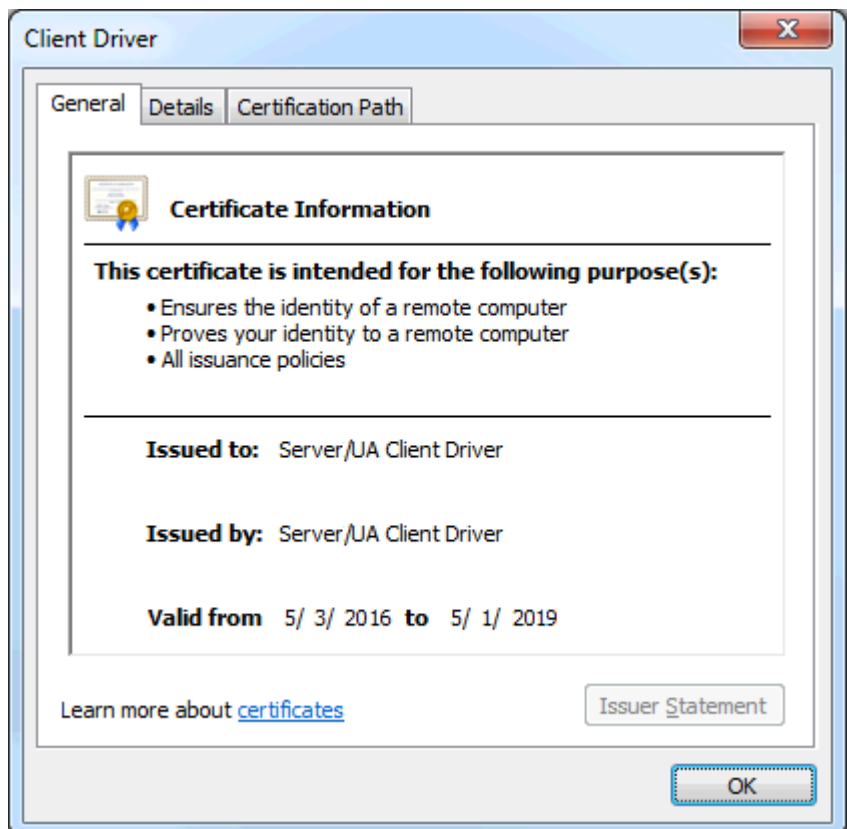 Client Driver
General Details Certification Path
Certificate Information
This certificate is intended for the following purpose(s):
• Ensures the identity of a remote computer
• Proves your identity to a remote computer
• All issuance policies
Issued to: Server/UA Client Driver
Issued by: Server/UA Client Driver
Valid from 5/ 3/ 2016 to 5/ 1/ 2019
Learn more about certificates
Issuer Statement
OK